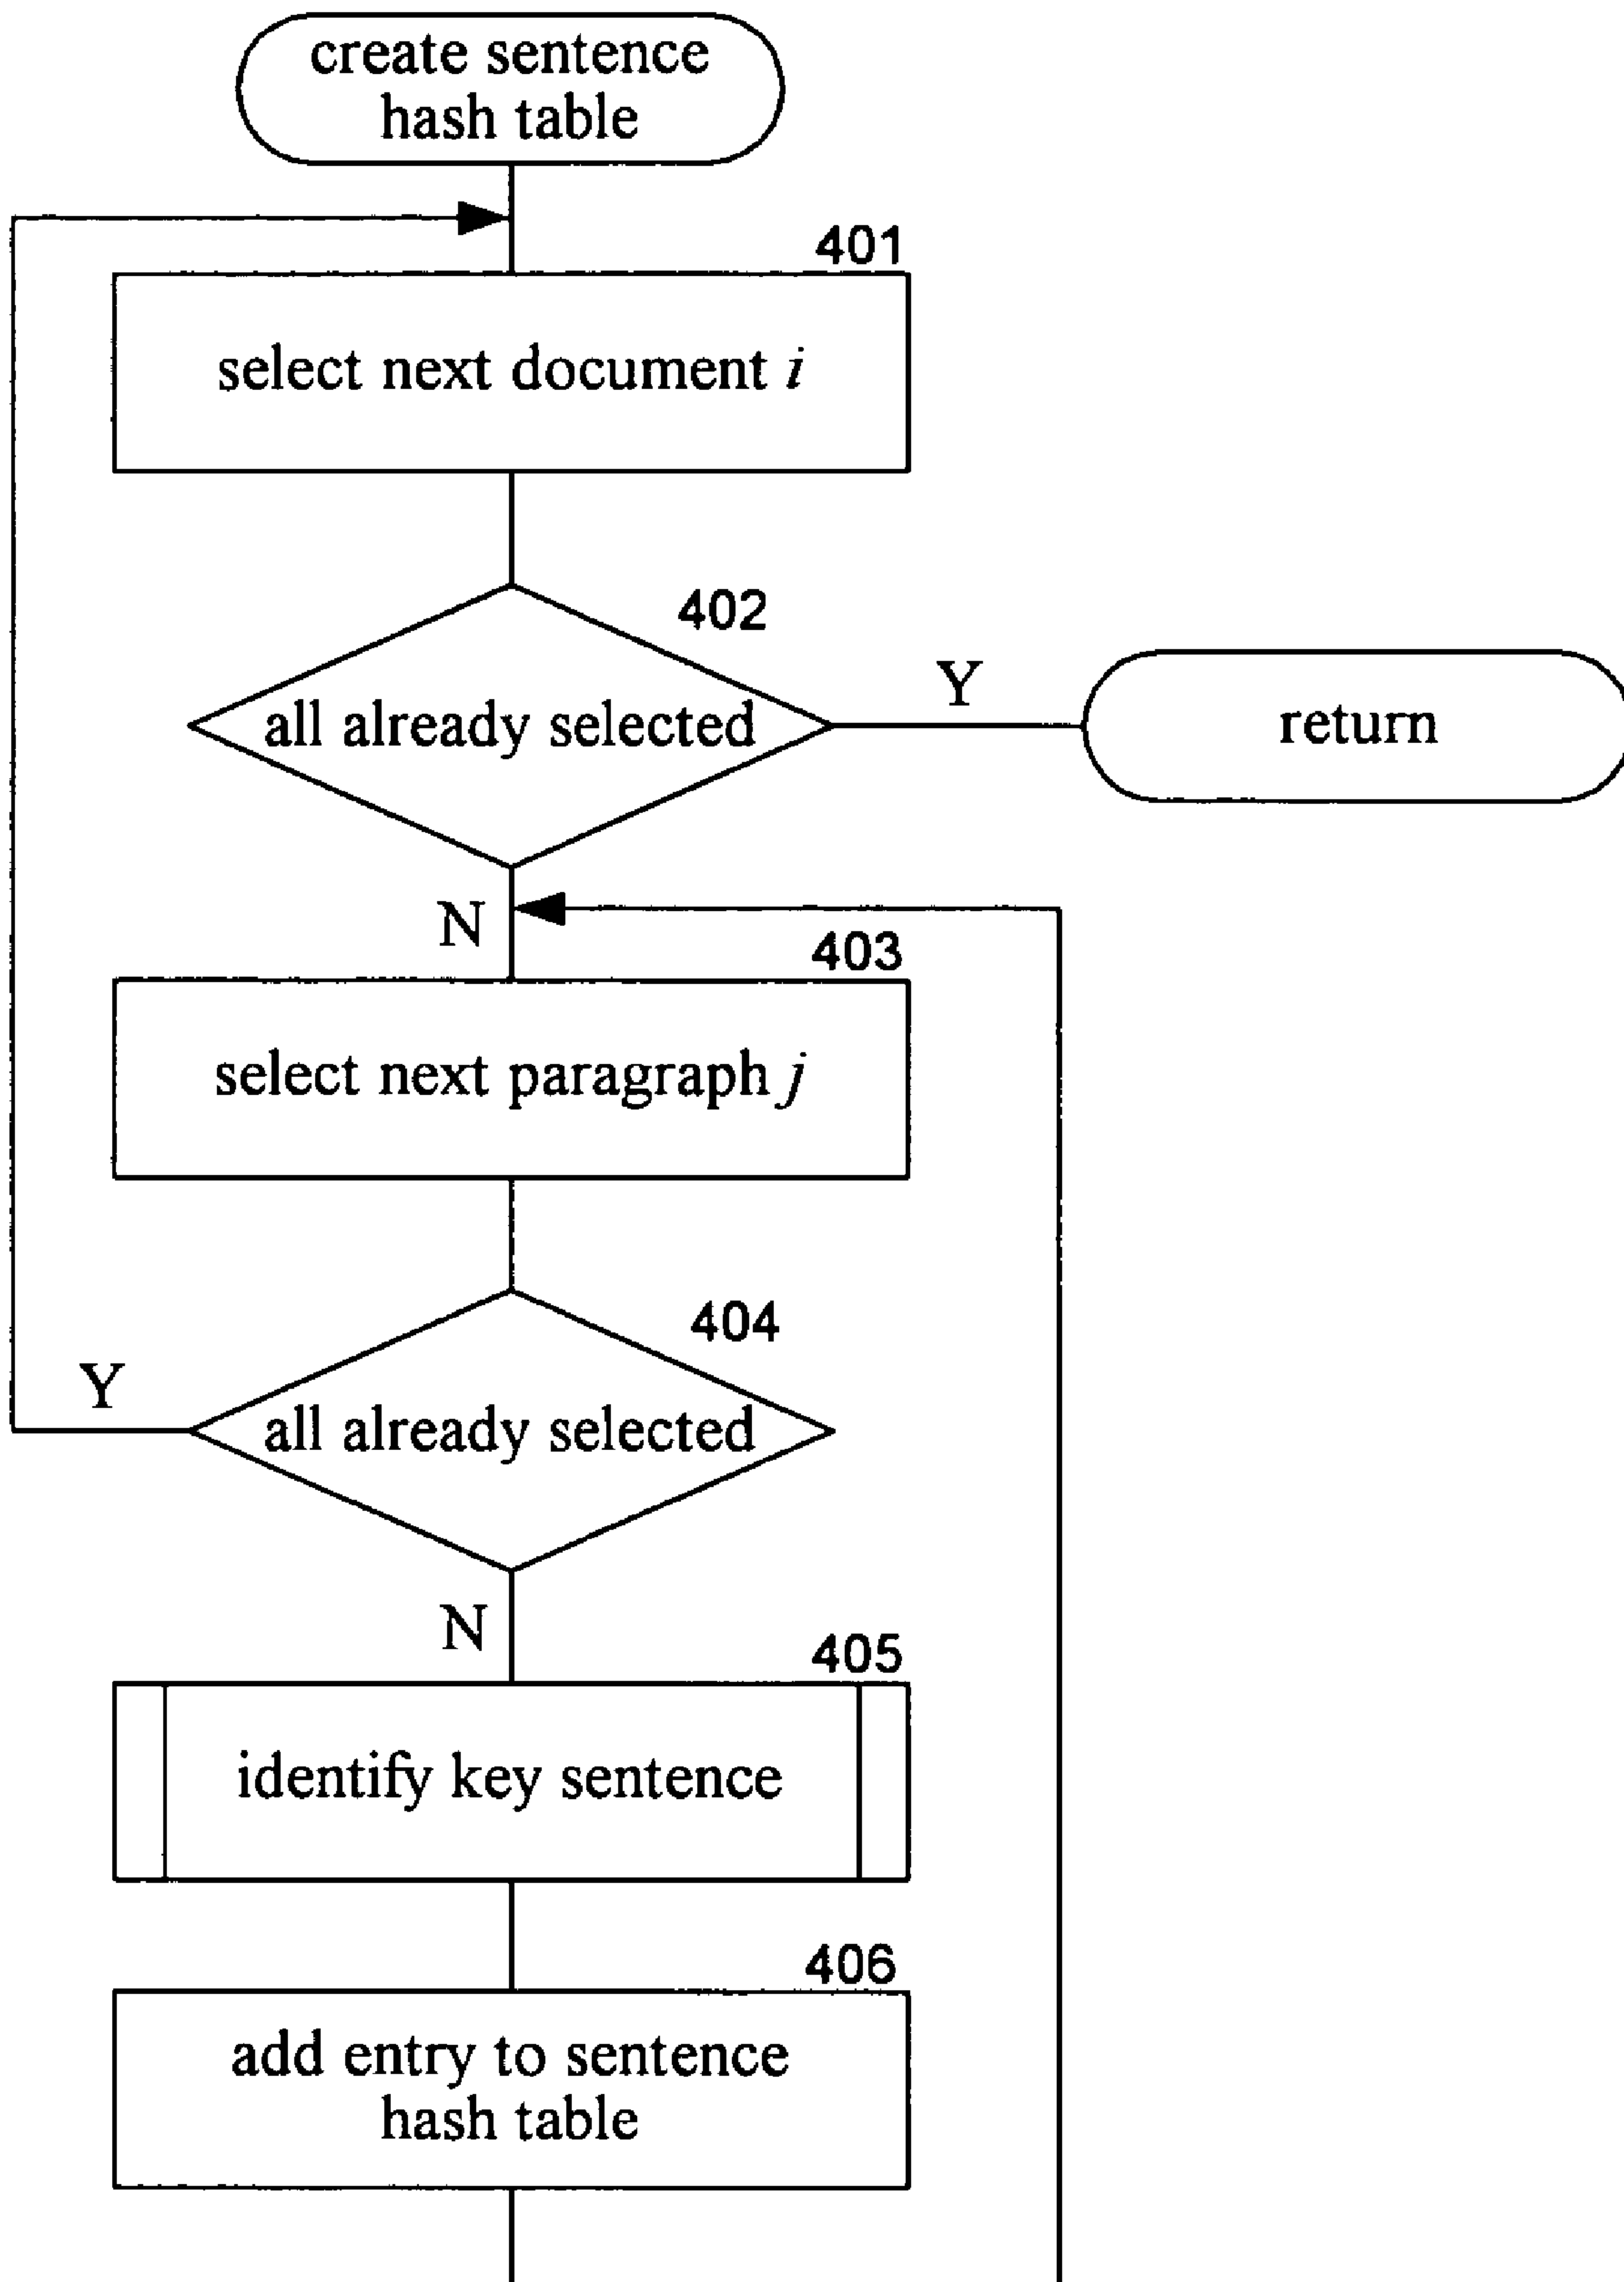 create sentence
hash table
401
select next document i
402
all already selected
Y
return
N
403
select next paragraph j
404
Y
all already selected
N
405
identify key sentence
406
add entry to sentence
hash table